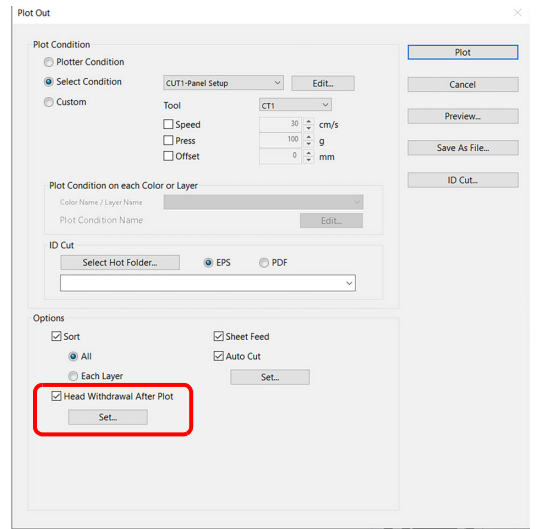 Plot Out
Plot Condition
Plot
Plotter Condition
Select Condition CUT1-Panel Setup Edit...
Cancel
Custom Tool CT1
Preview...
Speed 30 cm/s
Press 100 g
Save As File...
Offset 0 mm
ID Cut...
Plot Condition on each Color or Layer
Color Name / Layer Name
Plot Condition Name Edit...
ID Cut
Select Hot Folder... EPS PDF
Options
Sort Sheet Feed
All Auto Cut
Each Layer Set...
Head Withdrawal After Plot
Set...